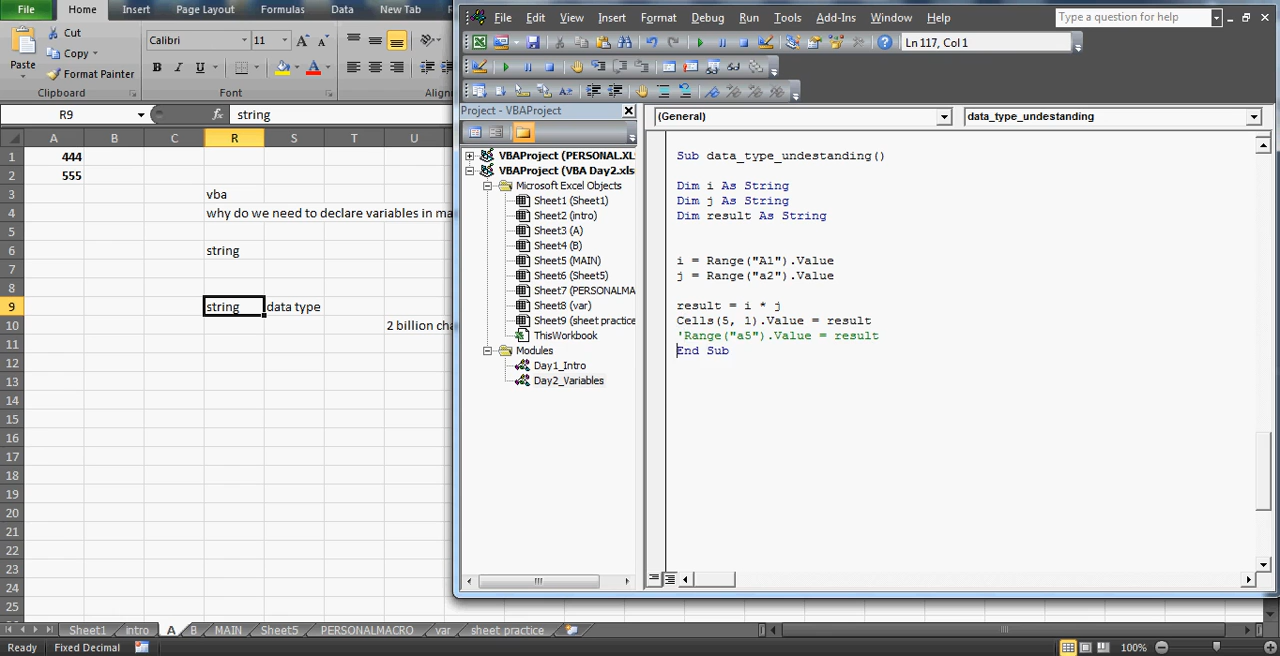 File Home Insert Page Layout Formulas Data New Tab
Cut
Copy
Format Painter
Paste
Clipboard
Calibri 11
B I U
Font
Align
R9 fx string
A B C R S T U
1 444
2 555
3 vba
4 why do we need to declare variables in ma
5
6 string
7
8
9 string data type
10 2 billion cha
11
12
13
14
15
16
17
18
19
20
21
22
23
24
25
Sheet1 intro A B MAIN Sheet5 PERSONALMACRO var sheet practice
Ready Fixed Decimal 100%
File Edit View Insert Format Debug Run Tools Add-Ins Window Help
Type a question for help
Ln 117, Col 1
Project - VBAProject
VBAProject (PERSONAL.XL
VBAProject (VBA Day2.xls
Microsoft Excel Objects
Sheet1 (Sheet1)
Sheet2 (intro)
Sheet3 (A)
Sheet4 (B)
Sheet5 (MAIN)
Sheet6 (Sheet5)
Sheet7 (PERSONALMA
Sheet8 (var)
Sheet9 (sheet practice
ThisWorkbook
Modules
Day1_Intro
Day2_Variables
(General) data_type_undestanding
Sub data_type_undestanding()
Dim i As String
Dim j As String
Dim result As String
i = Range("A1").Value
j = Range("a2").Value
result = i * j
Cells(5, 1).Value = result
'Range("a5").Value = result
End Sub